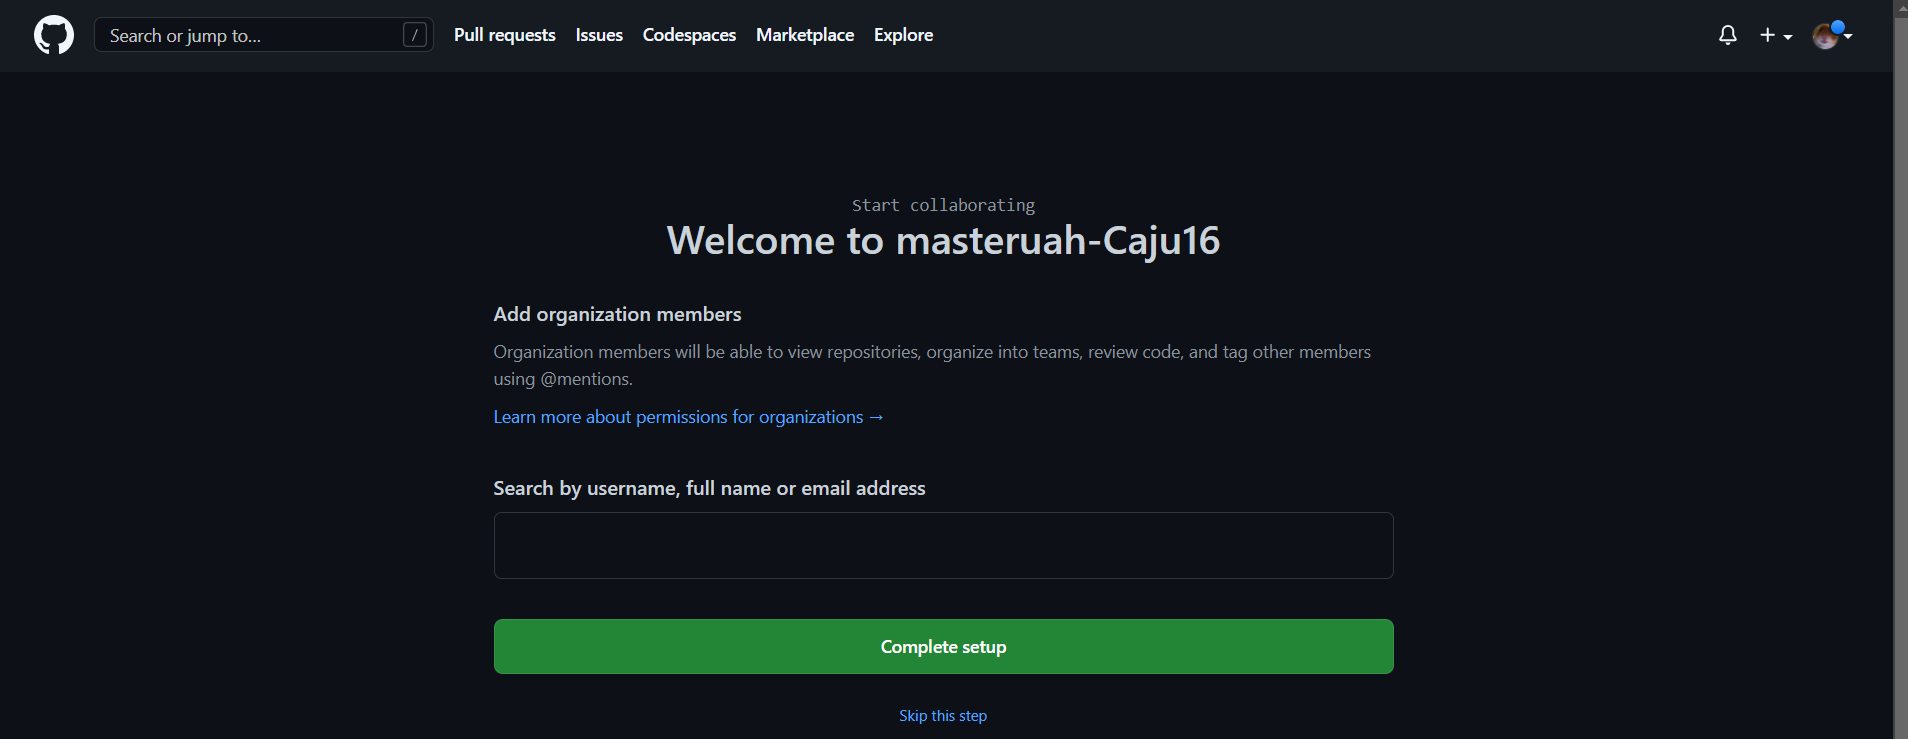 Search or jump to... / Pull requests Issues Codespaces Marketplace Explore
Start collaborating
Welcome to masteruah-Caju16
Add organization members
Organization members will be able to view repositories, organize into teams, review code, and tag other members
using @mentions.
Learn more about permissions for organizations →
Search by username, full name or email address
Complete setup
Skip this step